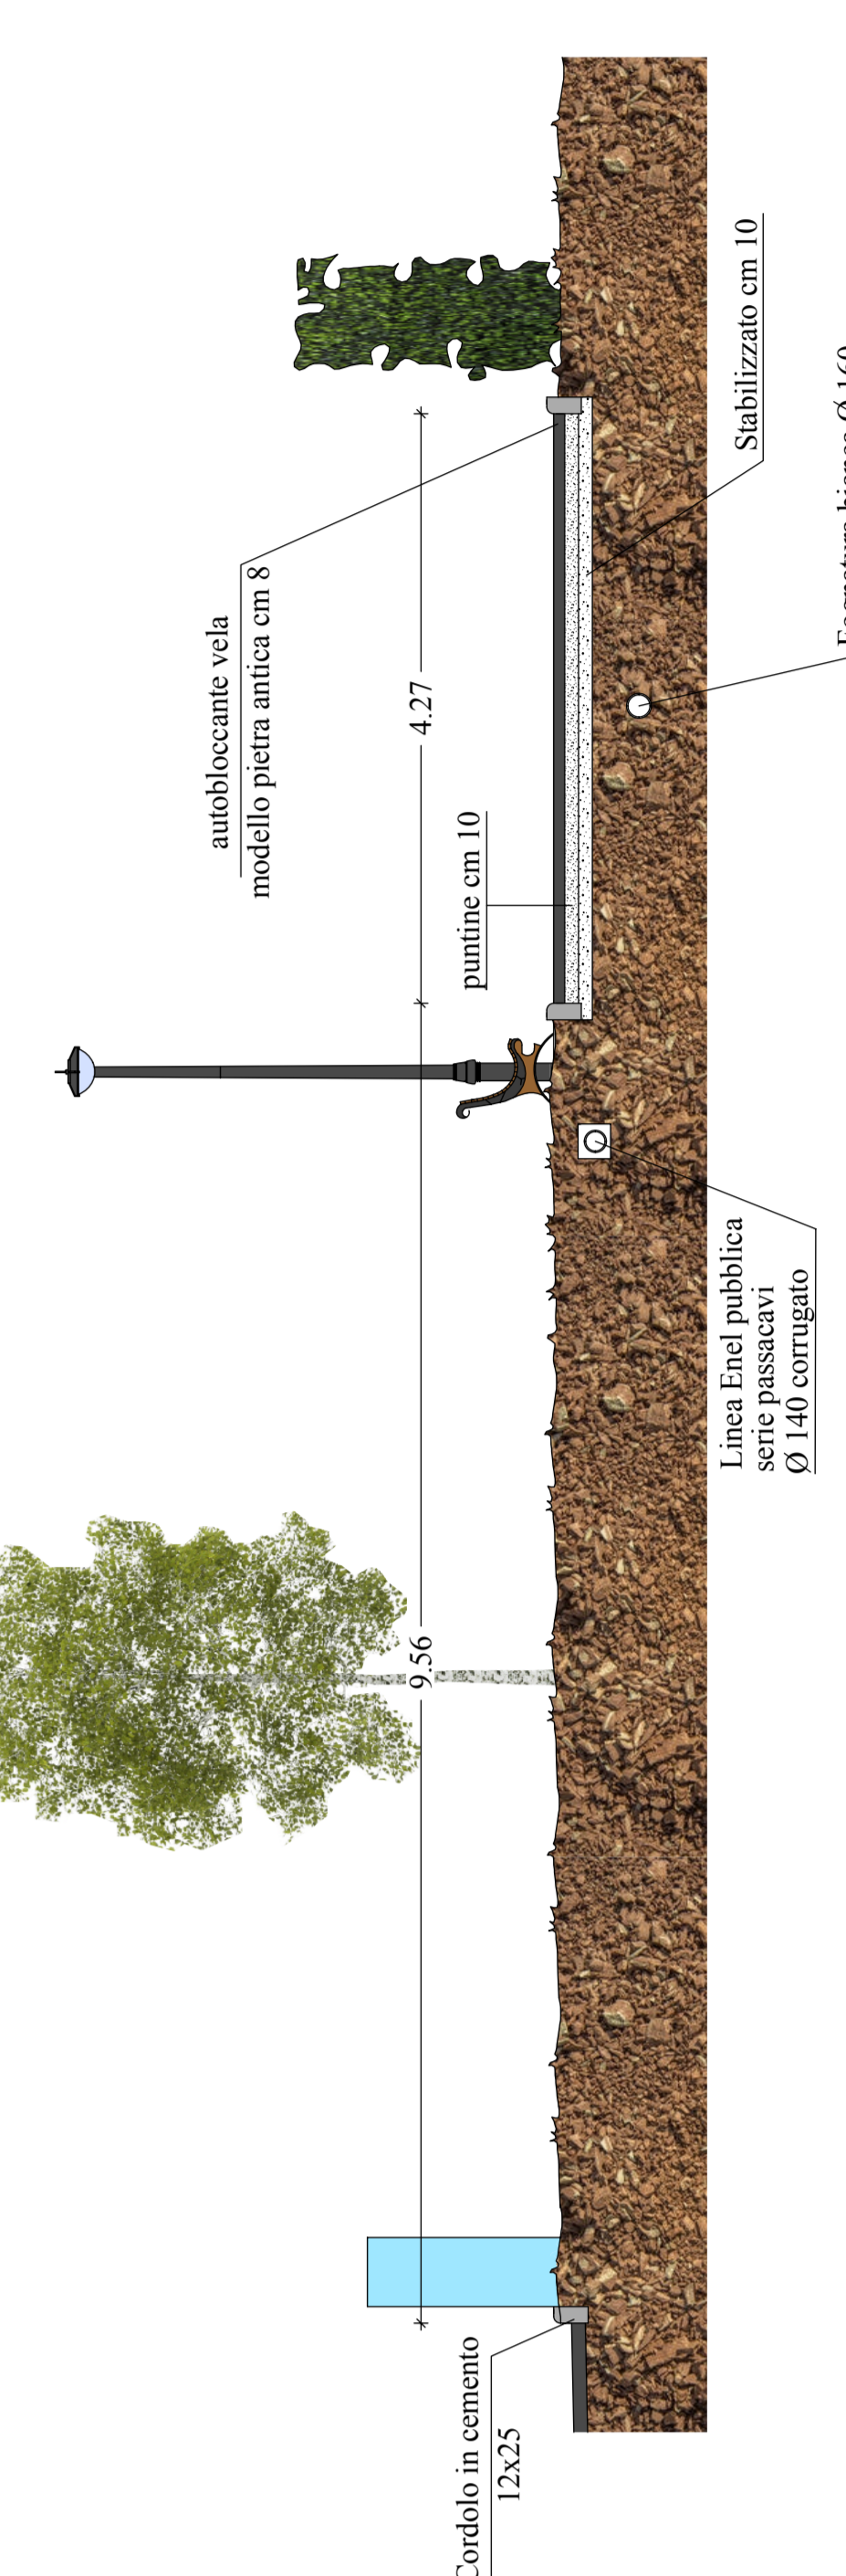 Cordolo in cemento
12x25
9.56
Linea Enel pubblica
serie passacavi
Ø 140 corrugato
puntine cm 10
4.27
autobloccante vela
modello pietra antica cm 8
Stabilizzato cm 10